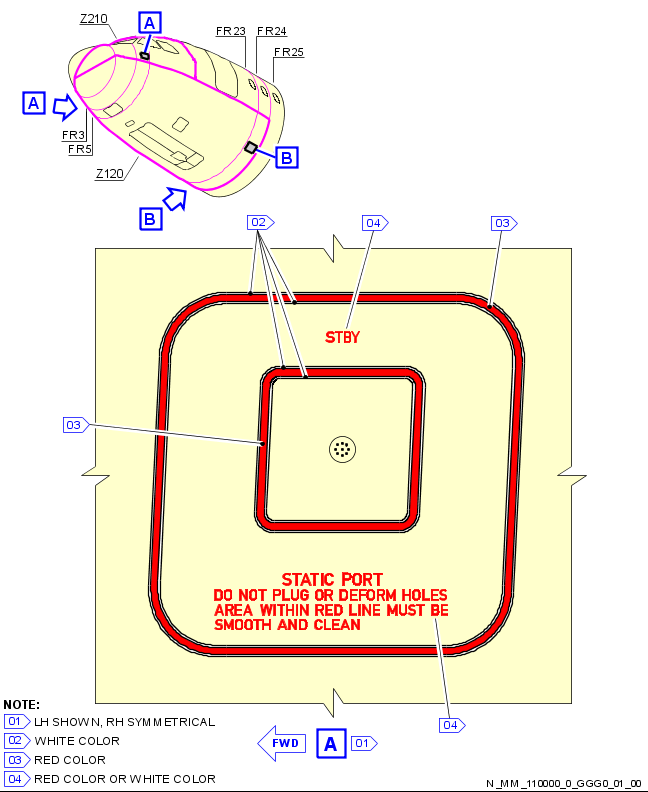 Z210
A
FR23
FR24
FR25
A
FR3
FR5
B
Z120
B
02
04
03
STBY
03
STATIC PORT
DO NOT PLUG OR DEFORM HOLES
AREA WITHIN RED LINE MUST BE
SMOOTH AND CLEAN
04
NOTE:
01 LH SHOWN, RH SYMMETRICAL
02 WHITE COLOR
03 RED COLOR
04 RED COLOR OR WHITE COLOR
FWD A 01
N_MM_110000_0_GGG0_01_00